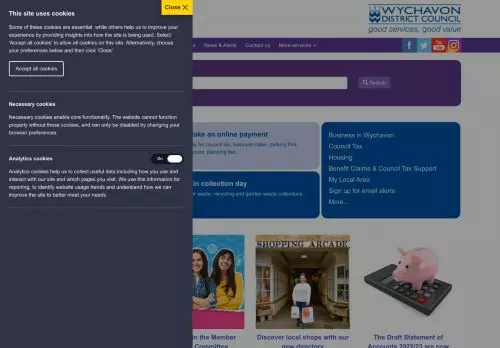 Close
This site uses cookies
Some of these cookies are essential, while others help us to improve your
experience by providing insights into how the site is being used. Select
'Accept all cookies' to allow all cookies on this site. Alternatively, choose
your preferences below and then click 'Close'.
Accept all cookies
Necessary cookies
Necessary cookies enable core functionality. The website cannot function
properly without these cookies, and can only be disabled by changing your
browser preferences.
Analytics cookies
On
Analytics cookies help us to collect useful data including how you use and
interact with our site and which pages you visit. We use this information for
reporting, to identify website usage trends and understand how we can
improve the site to better meet your needs.
WYCHAVON
DISTRICT COUNCIL
good services, good value
News & Alerts
Contact us
More services
You
Tube
Search
ake an online payment
ay for council tax, business rates, parking fine,
planning fee...
in collection day
waste, recycling and garden waste collections
Business in Wychavon
Council Tax
Housing
Benefit Claims & Council Tax Support
My Local Area
Sign up for email alerts
More...
SHOPPING ARCADE
in the Member
Committee
Discover local shops with our
new directory
The Draft Statement of
Accounts 2022/23 are now